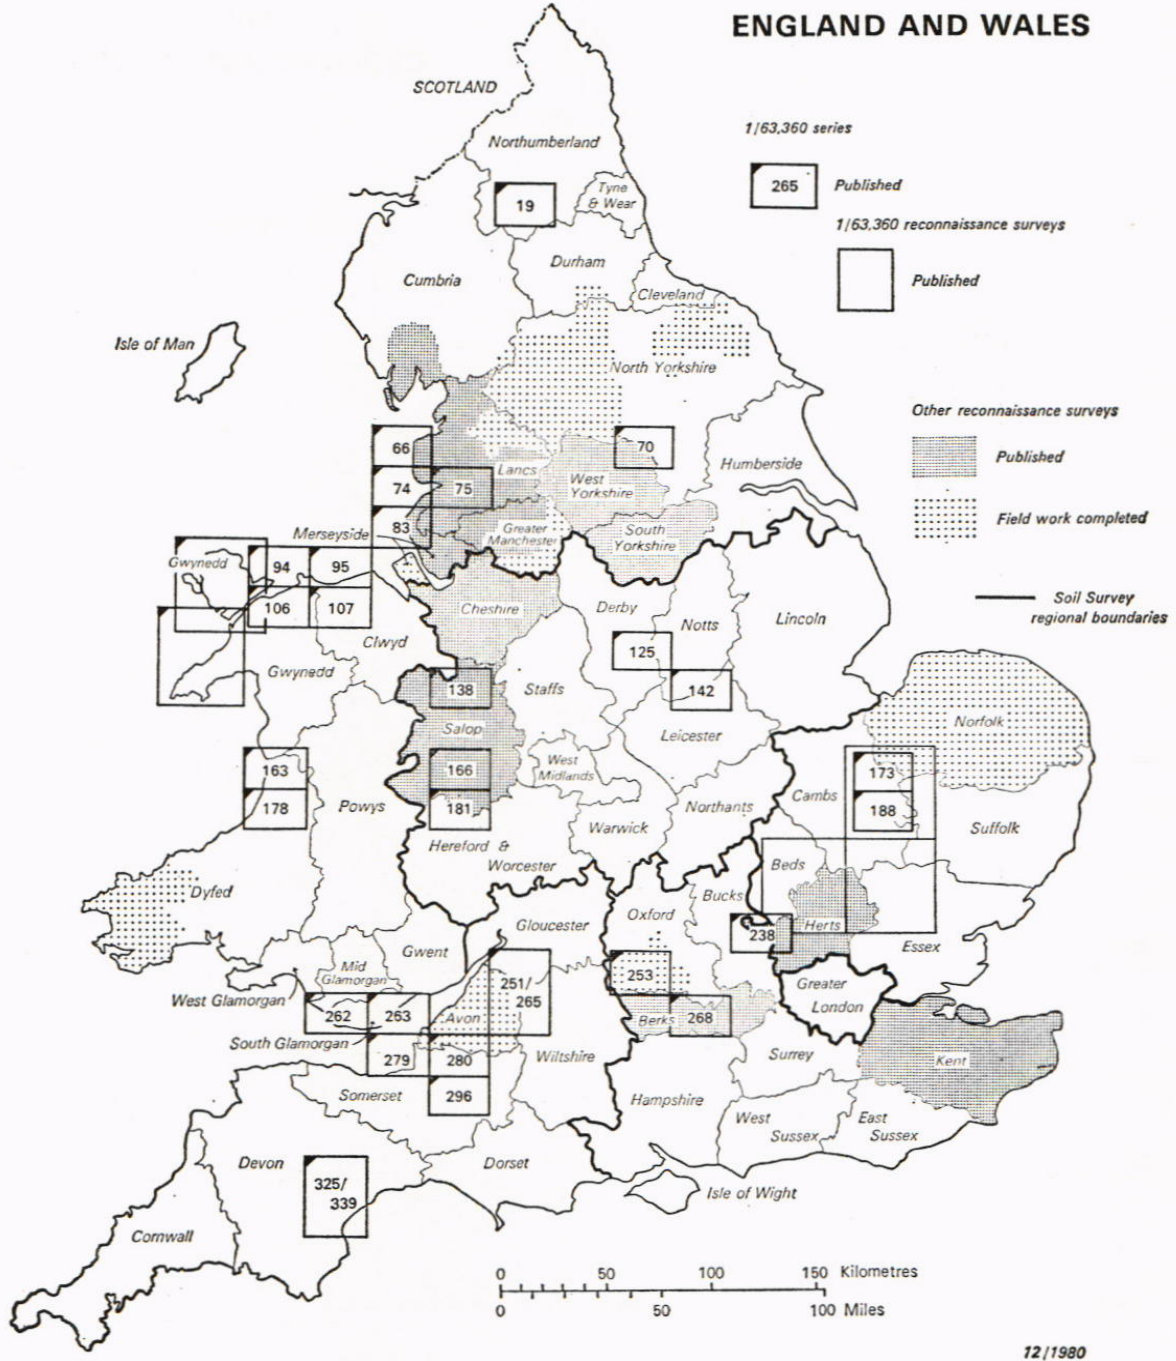 ENGLAND AND WALES
SCOTLAND
1/63,360 series
265
Published
1/63,360 reconnaissance surveys
Published
Other reconnaissance surveys
Published
Field work completed
Soil Survey
regional boundaries
Northumberland
Tyne
& Wear
19
Durham
Cumbria
Cleveland
Isle of Man
North Yorkshire
66
70
Lancs
Humberside
74
75
West
Yorkshire
83
Merseyside
Greater
Manchester
South
Yorkshire
Gwynedd
94
95
106
107
Cheshire
Derby
Notts
Lincoln
Clwyd
125
Gwynedd
138
Staffs
142
Norfolk
Salop
Leicester
163
166
West
Midlands
173
Cambs
178
Powys
181
Northants
188
Suffolk
Warwick
Hereford &
Worcester
Beds
Dyfed
Bucks
Gloucester
Oxford
Herts
238
Essex
Gwent
Mid
Glamorgan
West Glamorgan
251/
265
253
Greater
London
262
263
Avon
Berks
268
South Glamorgan
279
280
Wiltshire
Surrey
Kent
Somerset
296
Hampshire
West
Sussex
East
Sussex
Devon
Dorset
325/
339
Isle of Wight
Cornwall
0 50 100 150 Kilometres
0 50 100 Miles
12/1980